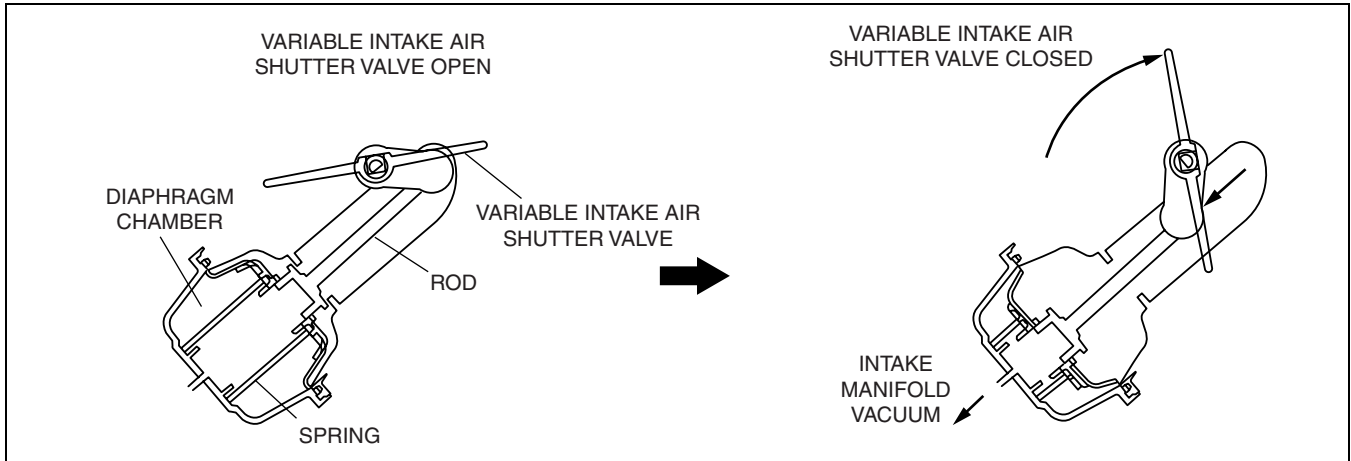 VARIABLE INTAKE AIR
SHUTTER VALVE OPEN
DIAPHRAGM
CHAMBER
VARIABLE INTAKE AIR
SHUTTER VALVE
ROD
SPRING
VARIABLE INTAKE AIR
SHUTTER VALVE CLOSED
INTAKE
MANIFOLD
VACUUM